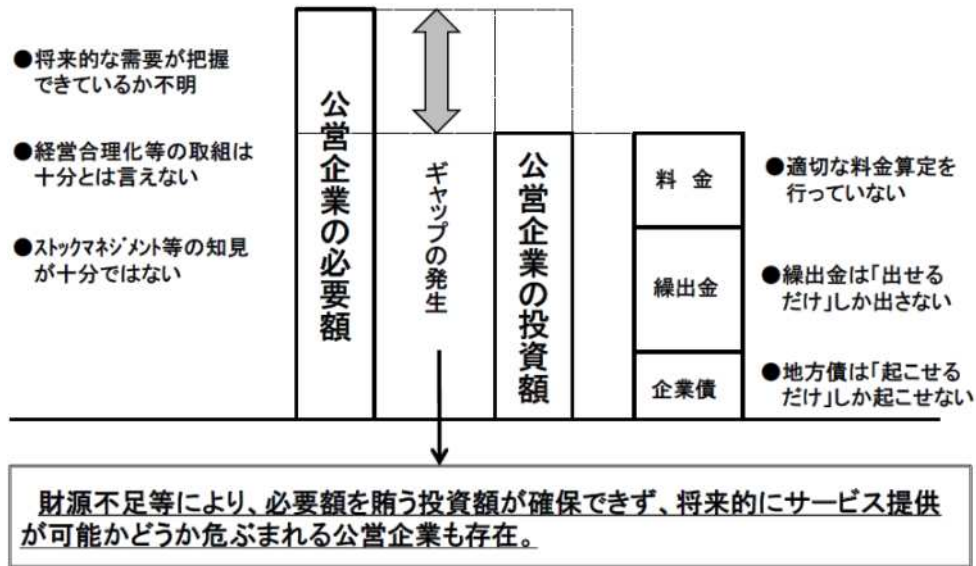 ●将来的な需要が把握
できているか不明
●経営合理化等の取組は
十分とは言えない
●ｽﾄｯｸﾏﾈｼﾞﾒﾝﾄ等の知見
が十分ではない
公営企業の必要額
ギャップの発生
公営企業の投資額
料 金
繰出金
企業債
●適切な料金算定を
行っていない
●繰出金は「出せる
だけ」しか出さない
●地方債は「起こせる
だけ」しか起こせない
財源不足等により、必要額を賄う投資額が確保できず、将来的にサービス提供
が可能かどうか危ぶまれる公営企業も存在。